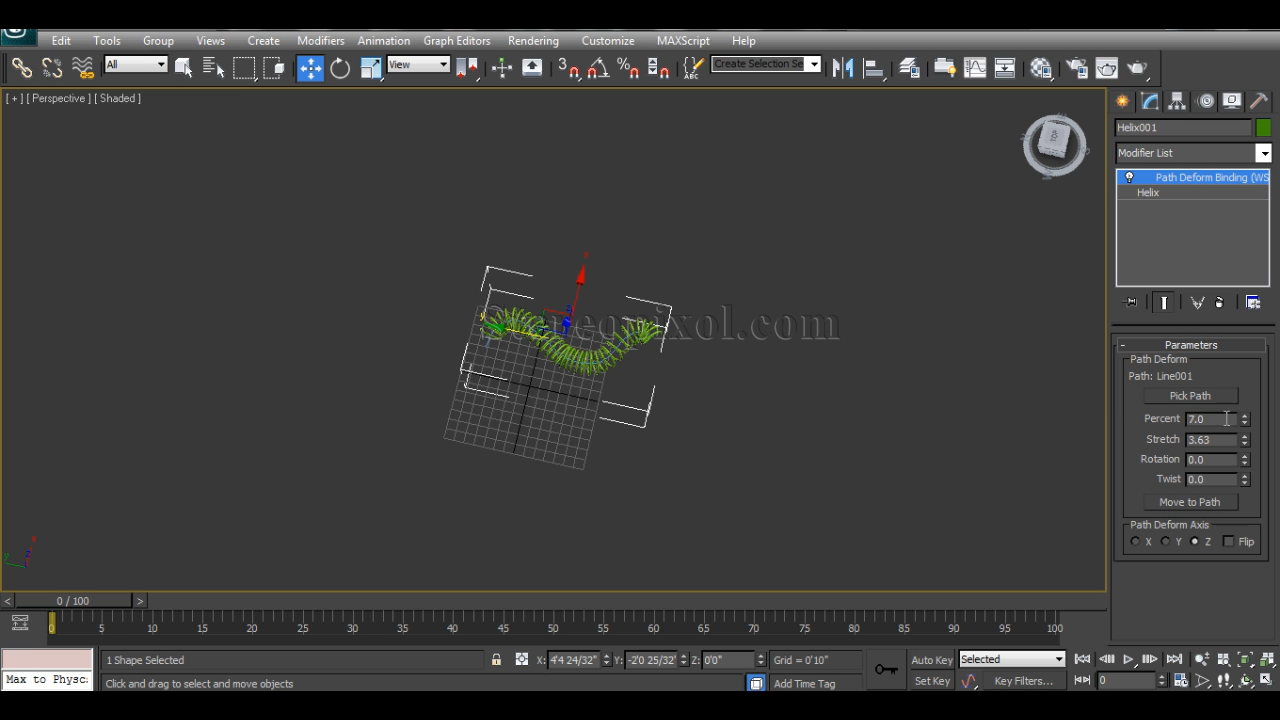 Edit Tools Group Views Create Modifiers Animation Graph Editors Rendering Customize MAXScript Help
All View Create Selection Se
[ + ] [ Perspective ] [ Shaded ]
Helix001
Modifier List
Path Deform Binding (WS
Helix
Parameters
Path Deform
Path: Line001
Pick Path
Percent 7.0
Stretch 3.63
Rotation 0.0
Twist 0.0
Move to Path
Path Deform Axis
X Y Z Flip
< 0 / 100 >
0 5 10 15 20 25 30 35 40 45 50 55 60 65 70 75 80 85 90 95 100
1 Shape Selected X: 4'4 24/32" Y: -2'0 25/32" Z: 0'0" Grid = 0'10" Auto Key Selected
Max to Physc: Click and drag to select and move objects Add Time Tag Set Key Key Filters... 0